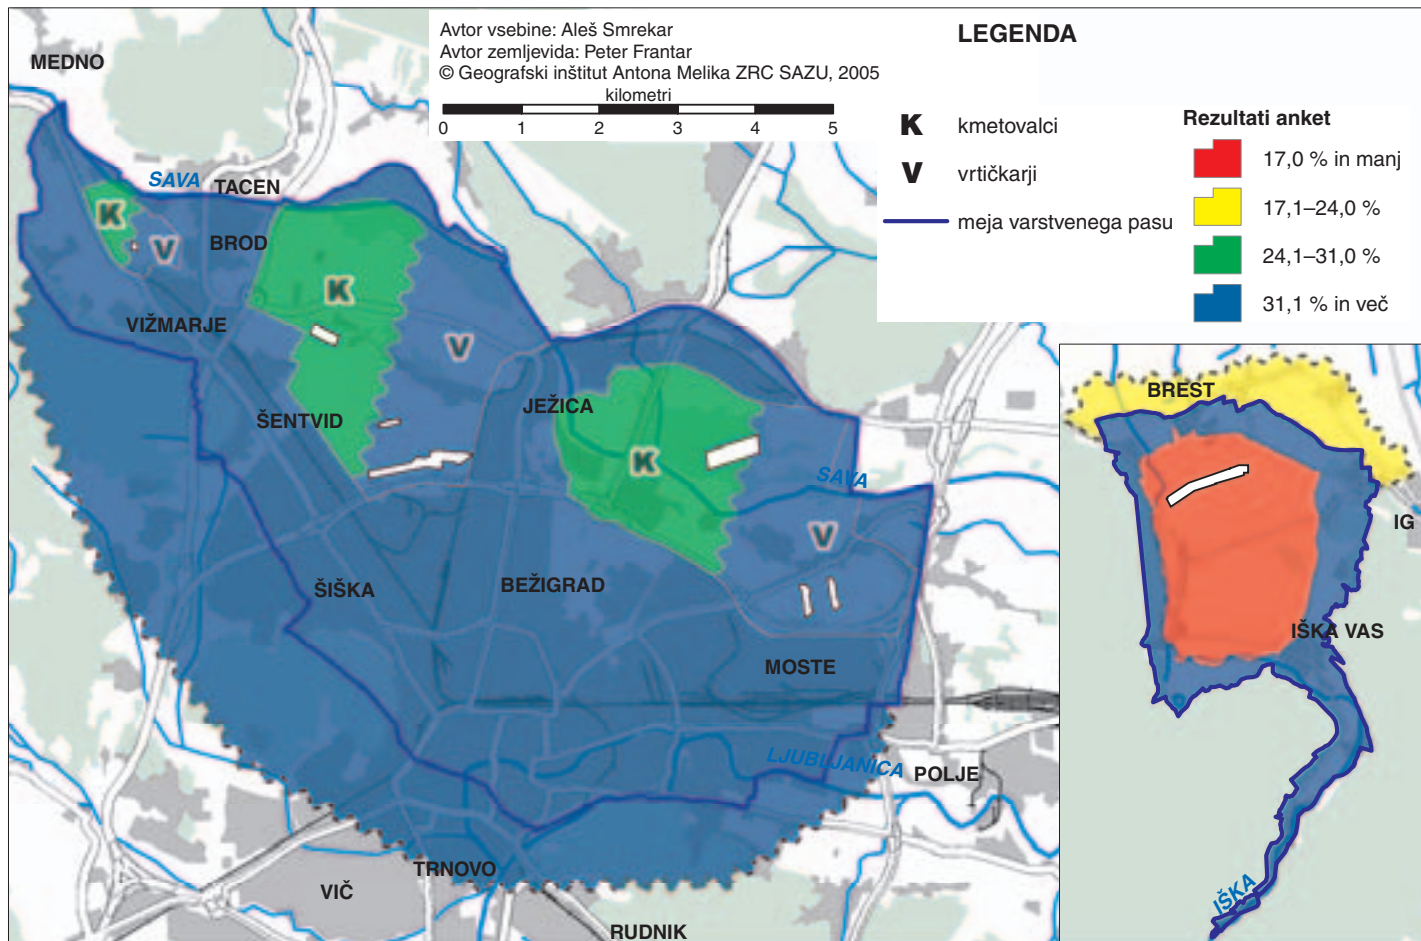 Avtor vsebine: Aleš Smrekar
Avtor zemljevida: Peter Frantar
© Geografski inštitut Antona Melika ZRC SAZU, 2005
kilometri
0 1 2 3 4 5
LEGENDA
K kmetovalci
V vrtičkarji
meja varstvenega pasu
Rezultati anket
17,0 % in manj
17,1–24,0 %
24,1–31,0 %
31,1 % in več
MEDNO
SAVA
TACEN
K
V
BROD
K
VIŽMARJE
V
JEŽICA
ŠENTVID
K
SAVA
V
ŠIŠKA
BEŽIGRAD
MOSTE
LJUBLJANICA
POLJE
TRNOVO
VIČ
RUDNIK
BREST
IG
IŠKA VAS
IŠKA